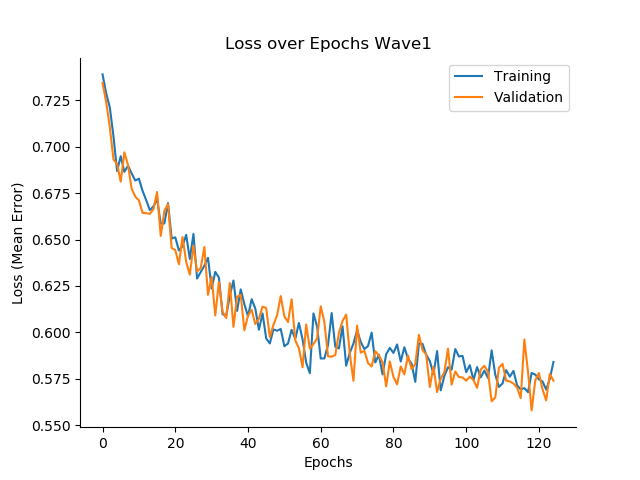 Loss over Epochs Wave1
Training
Validation
Loss (Mean Error)
0.725
0.700
0.675
0.650
0.625
0.600
0.575
0.550
0 20 40 60 80 100 120
Epochs